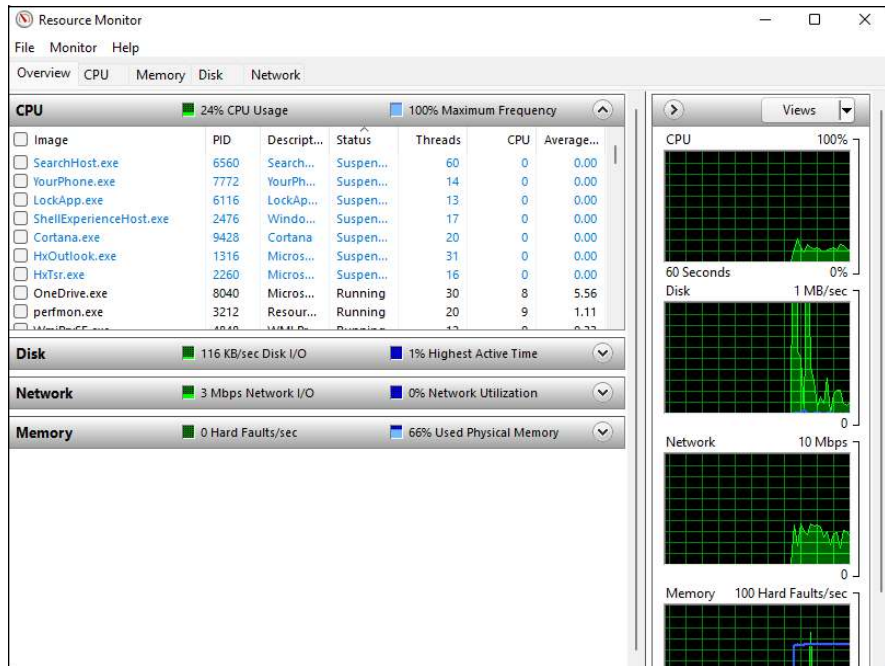 Resource Monitor
File Monitor Help
Overview CPU Memory Disk Network
CPU 24% CPU Usage 100% Maximum Frequency
Image PID Descript... Status Threads CPU Average...
SearchHost.exe 6560 Search... Suspen... 60 0 0.00
YourPhone.exe 7772 YourPh... Suspen... 14 0 0.00
LockApp.exe 6116 LockAp... Suspen... 13 0 0.00
ShellExperienceHost.exe 2476 Windo... Suspen... 17 0 0.00
Cortana.exe 9428 Cortana Suspen... 20 0 0.00
HxOutlook.exe 1316 Micros... Suspen... 31 0 0.00
HxTsr.exe 2260 Micros... Suspen... 16 0 0.00
OneDrive.exe 8040 Micros... Running 30 8 5.56
perfmon.exe 3212 Resour... Running 20 9 1.11
Disk 116 KB/sec Disk I/O 1% Highest Active Time
Network 3 Mbps Network I/O 0% Network Utilization
Memory 0 Hard Faults/sec 66% Used Physical Memory
Views
CPU 100%
60 Seconds 0%
Disk 1 MB/sec
0
Network 10 Mbps
0
Memory 100 Hard Faults/sec